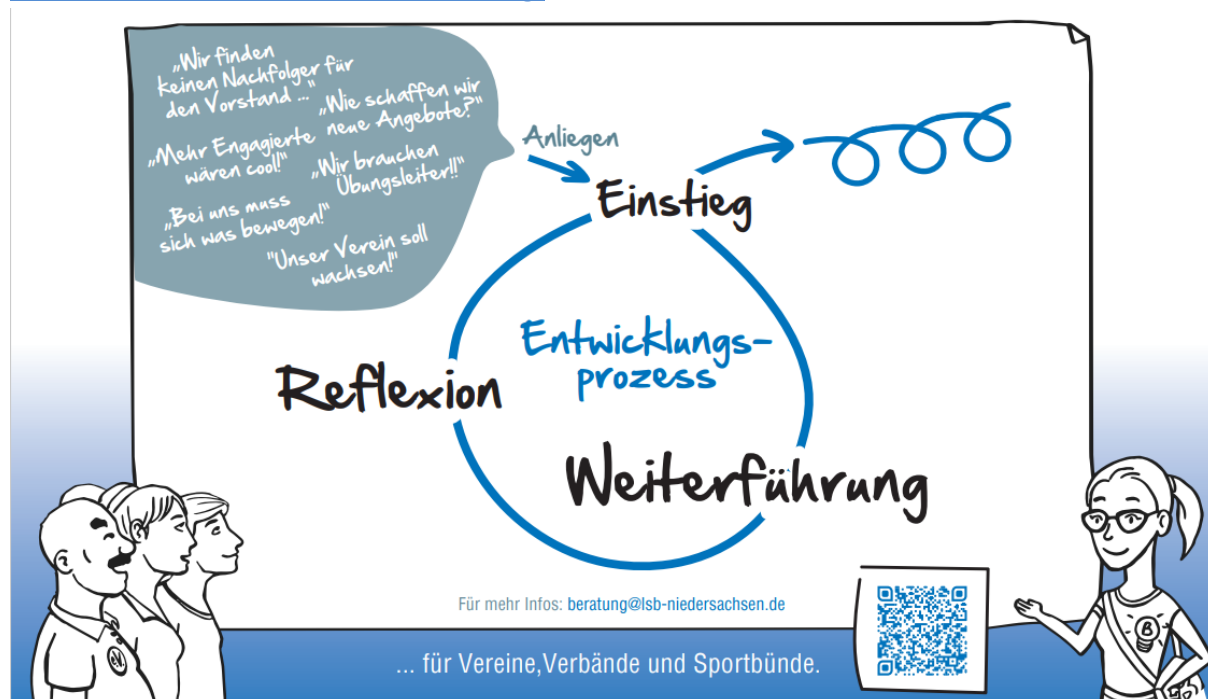 „Wir finden
keinen Nachfolger für
den Vorstand ..."
„Wie schaffen wir
neue Angebote?"
„Mehr Engagierte
wären cool!"
„Wir brauchen
Übungsleiter!!"
„Bei uns muss
sich was bewegen!"
"Unser Verein soll
wachsen!"
Anliegen
Einstieg
Entwicklungs-
prozess
Reflexion
Weiterführung
Für mehr Infos: beratung@lsb-niedersachsen.de
e.V.
B
... für Vereine,Verbände und Sportbünde.